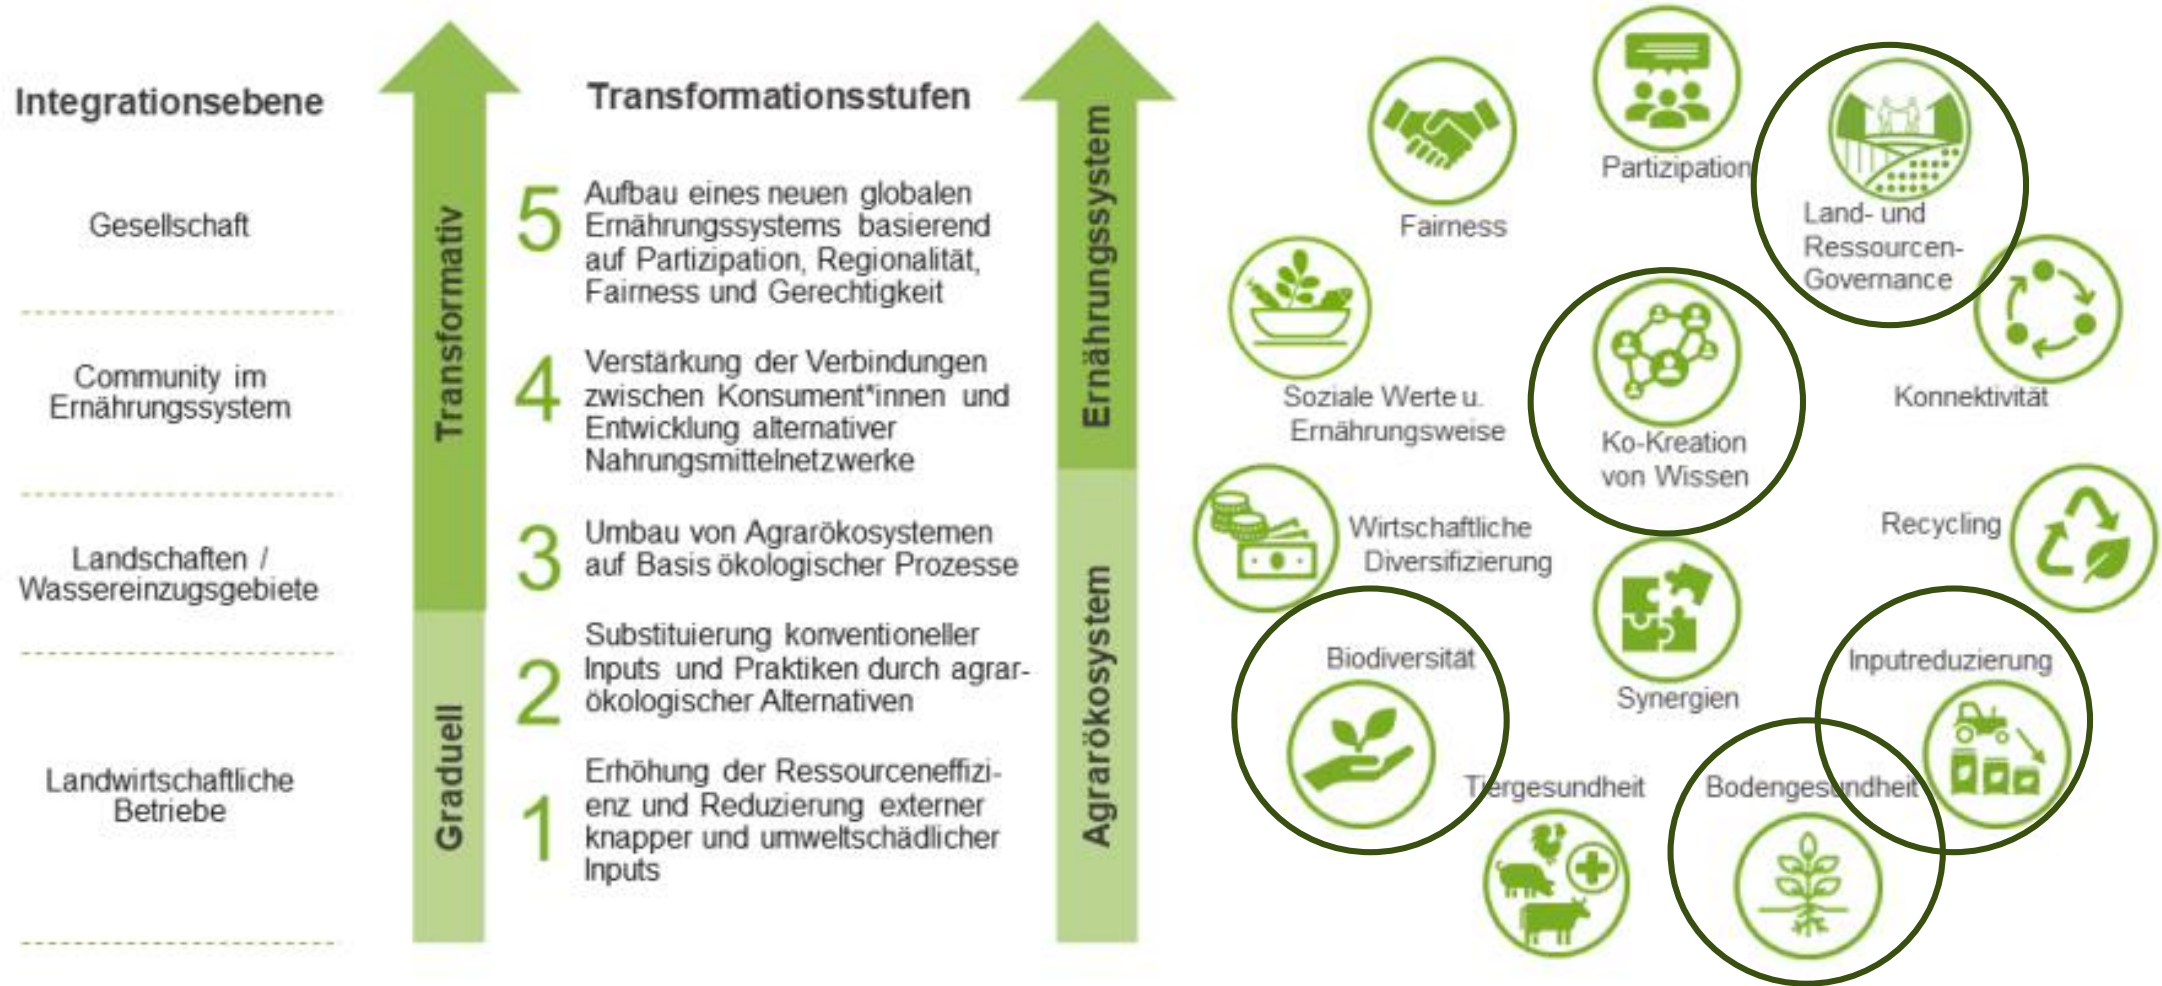 Integrationsebene
Gesellschaft
Community im
Ernährungssystem
Landschaften /
Wassereinzugsgebiete
Landwirtschaftliche
Betriebe
Transformativ
Graduell
Transformationsstufen
5
Aufbau eines neuen globalen
Ernährungssystems basierend
auf Partizipation, Regionalität,
Fairness und Gerechtigkeit
4
Verstärkung der Verbindungen
zwischen Konsument*innen und
Entwicklung alternativer
Nahrungsmittelnetzwerke
3
Umbau von Agrarökosystemen
auf Basis ökologischer Prozesse
2
Substituierung konventioneller
Inputs und Praktiken durch agrar-
ökologischer Alternativen
1
Erhöhung der Ressourceneffizi-
enz und Reduzierung externer
knapper und umweltschädlicher
Inputs
Ernährungssystem
Agrarökosystem
Partizipation
Fairness
Land- und
Ressourcen-
Governance
Soziale Werte u.
Ernährungsweise
Ko-Kreation
von Wissen
Konnektivität
Wirtschaftliche
Diversifizierung
Recycling
Synergien
Biodiversität
Inputreduzierung
Tiergesundheit
Bodengesundheit